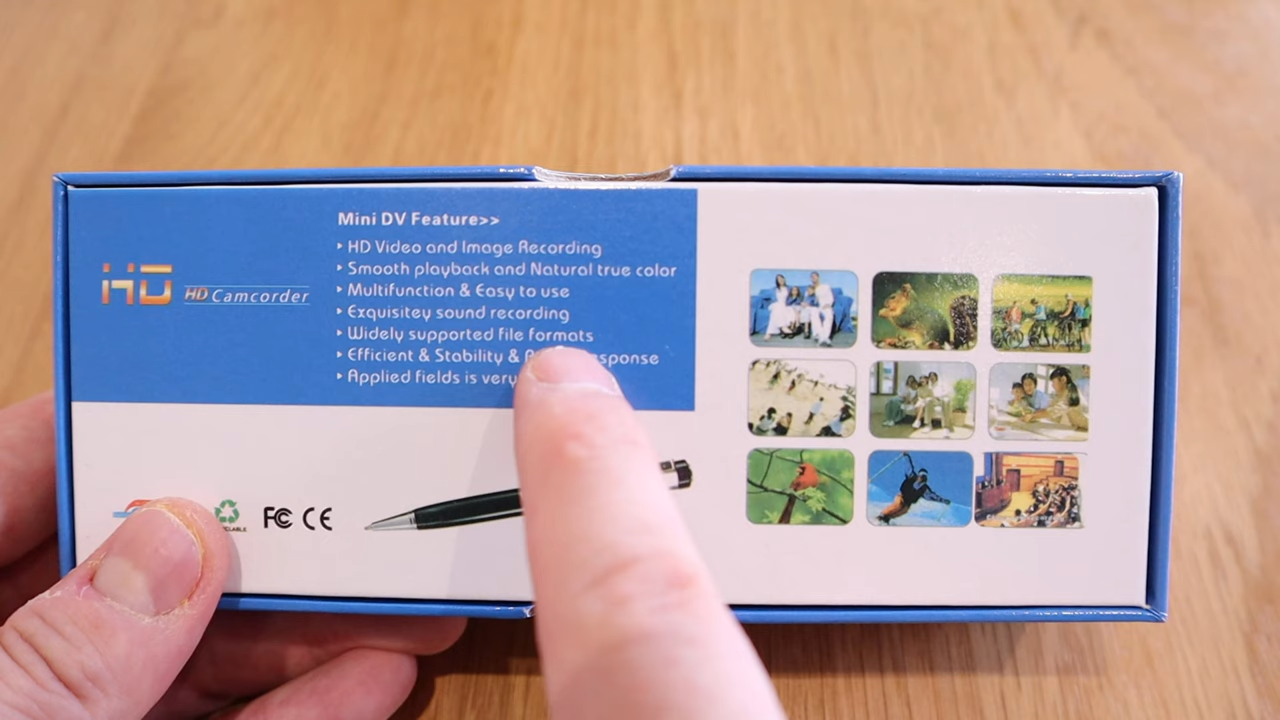 HD
HD Camcorder
Mini DV Feature>>
HD Video and Image Recording
Smooth playback and Natural true color
Multifunction & Easy to use
Exquisitey sound recording
Widely supported file formats
Efficient & Stability &
Applied fields is very
FC CE